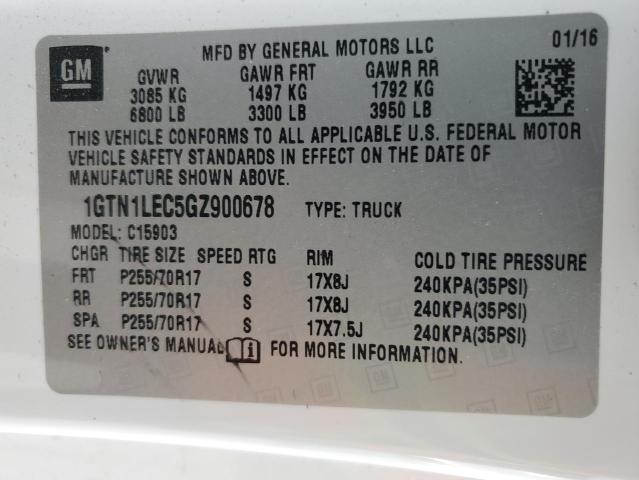 GM
MFD BY GENERAL MOTORS LLC 01/16
GVWR GAWR FRT GAWR RR
3085 KG 1497 KG 1792 KG
6800 LB 3300 LB 3950 LB
THIS VEHICLE CONFORMS TO ALL APPLICABLE U.S. FEDERAL MOTOR
VEHICLE SAFETY STANDARDS IN EFFECT ON THE DATE OF
MANUFACTURE SHOWN ABOVE.
1GTN1LEC5GZ900678 TYPE: TRUCK
MODEL: C15903
CHGR TIRE SIZE SPEED RTG RIM COLD TIRE PRESSURE
FRT P255/70R17 S 17X8J 240KPA(35PSI)
RR P255/70R17 S 17X8J 240KPA(35PSI)
SPA P255/70R17 S 17X7.5J 240KPA(35PSI)
SEE OWNER'S MANUAL FOR MORE INFORMATION.